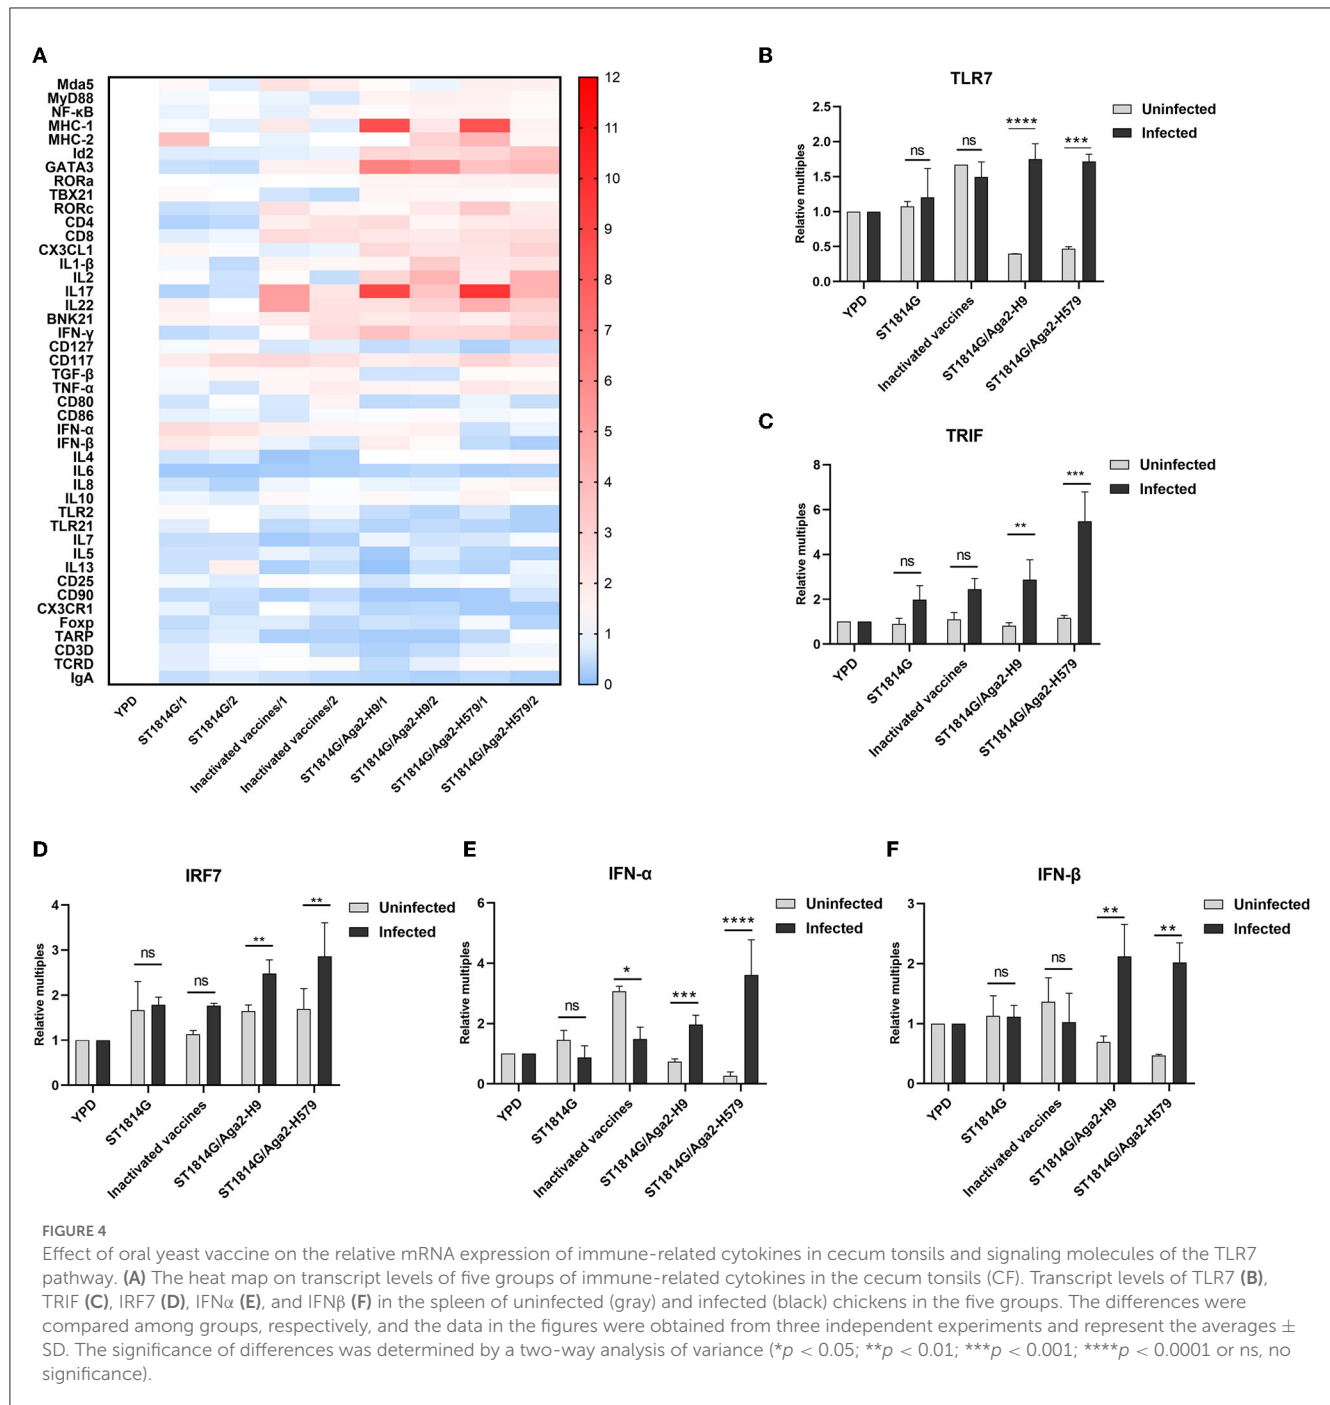 A
Mda5
MyD88
NF-κB
MHC-1
MHC-2
Id2
GATA3
RORa
TBX21
RORc
CD4
CD8
CX3CL1
IL1-β
IL2
IL17
IL22
BNK21
IFN-γ
CD127
CD117
TGF-β
TNF-α
CD80
CD86
IFN-α
IFN-β
IL4
IL6
IL8
IL10
TLR2
TLR21
IL7
IL5
IL13
CD25
CD90
CX3CR1
Foxp
TARP
CD3D
TCRD
IgA
YPD
ST1814G/1
ST1814G/2
Inactivated vaccines/1
Inactivated vaccines/2
ST1814G/Aga2-H9/1
ST1814G/Aga2-H9/2
ST1814G/Aga2-H579/1
ST1814G/Aga2-H579/2
12
11
10
9
8
7
6
5
4
3
2
1
0
B
TLR7
Relative multiples
2.5
2.0
1.5
1.0
0.5
0.0
ns
ns
****
***
Uninfected
Infected
YPD
ST1814G
Inactivated vaccines
ST1814G/Aga2-H9
ST1814G/Aga2-H579
C
TRIF
Relative multiples
8
6
4
2
0
ns
ns
**
***
Uninfected
Infected
YPD
ST1814G
Inactivated vaccines
ST1814G/Aga2-H9
ST1814G/Aga2-H579
D
IRF7
Relative multiples
4
3
2
1
0
ns
ns
**
**
Uninfected
Infected
YPD
ST1814G
Inactivated vaccines
ST1814G/Aga2-H9
ST1814G/Aga2-H579
E
IFN-α
Relative multiples
6
4
2
0
ns
*
***
****
Uninfected
Infected
YPD
ST1814G
Inactivated vaccines
ST1814G/Aga2-H9
ST1814G/Aga2-H579
F
IFN-β
Relative multiples
3
2
1
0
ns
ns
**
**
Uninfected
Infected
YPD
ST1814G
Inactivated vaccines
ST1814G/Aga2-H9
ST1814G/Aga2-H579
FIGURE 4
Effect of oral yeast vaccine on the relative mRNA expression of immune-related cytokines in cecum tonsils and signaling molecules of the TLR7
pathway. (A) The heat map on transcript levels of five groups of immune-related cytokines in the cecum tonsils (CF). Transcript levels of TLR7 (B),
TRIF (C), IRF7 (D), IFNα (E), and IFNβ (F) in the spleen of uninfected (gray) and infected (black) chickens in the five groups. The differences were
compared among groups, respectively, and the data in the figures were obtained from three independent experiments and represent the averages ±
SD. The significance of differences was determined by a two-way analysis of variance (*p < 0.05; **p < 0.01; ***p < 0.001; ****p < 0.0001 or ns, no
significance).